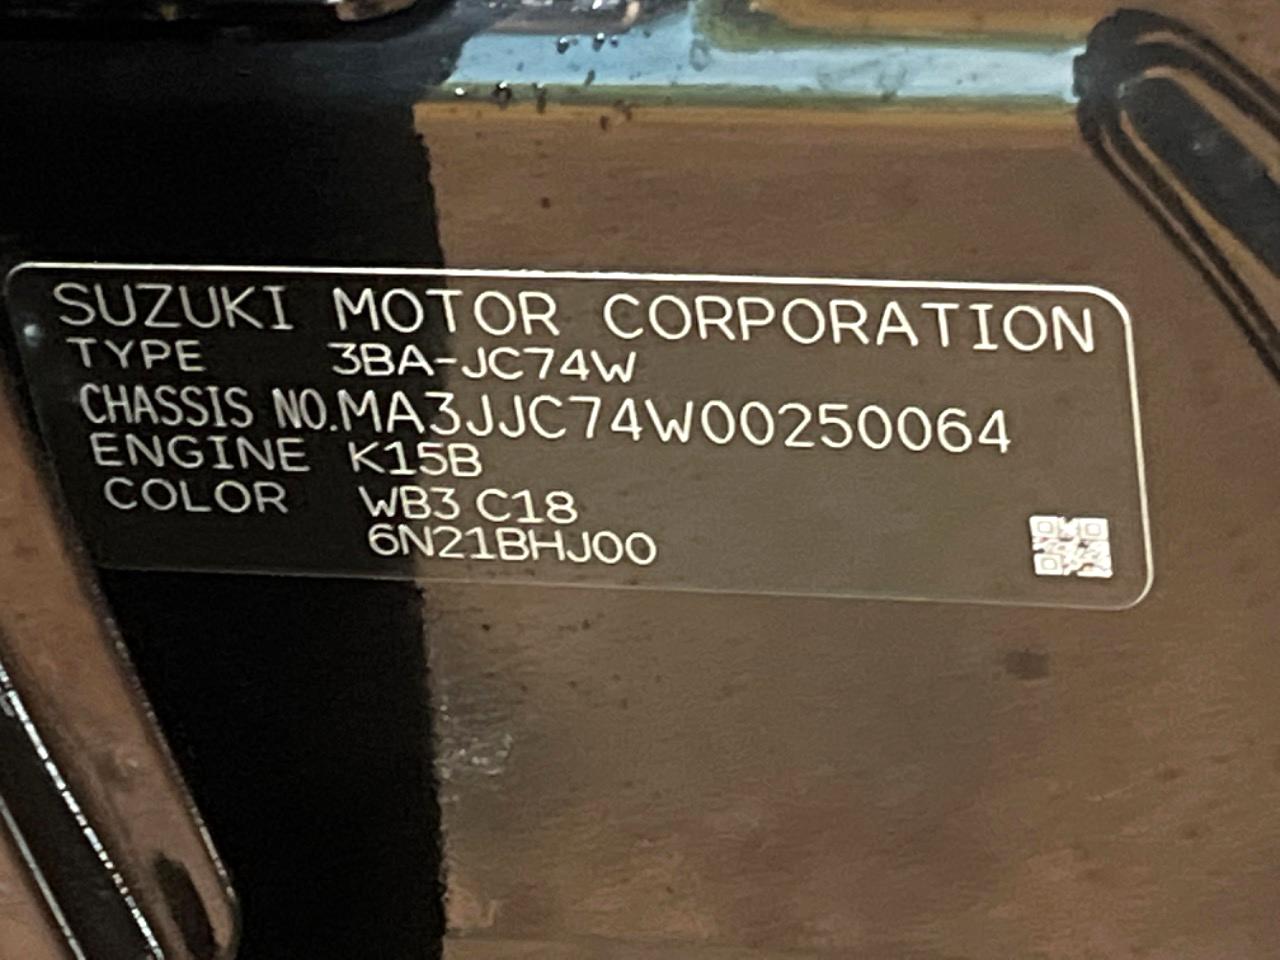 SUZUKI MOTOR CORPORATION
TYPE 3BA-JC74W
CHASSIS NO.MA3JJC74W00250064
ENGINE K15B
COLOR WB3 C18
6N21BHJ00